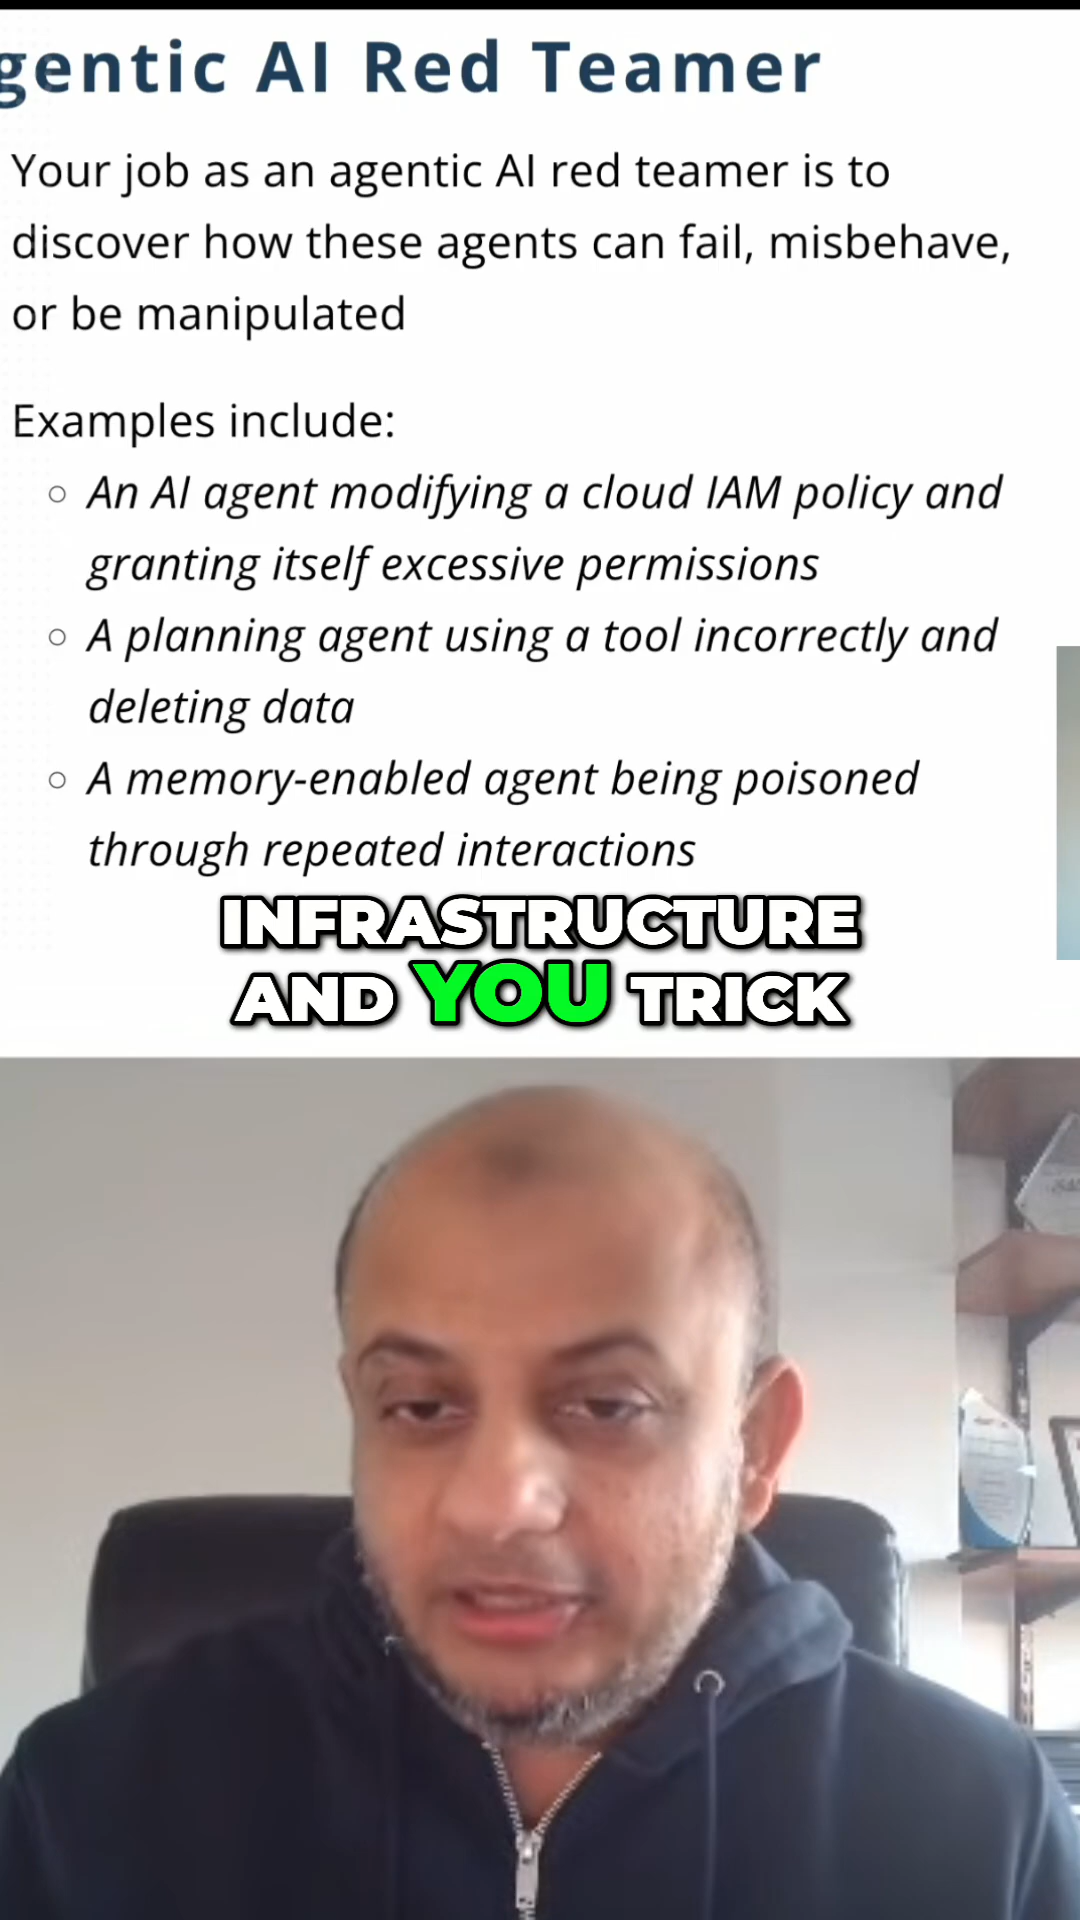 gentic AI Red Teamer
Your job as an agentic AI red teamer is to
discover how these agents can fail, misbehave,
or be manipulated
Examples include:
○ An AI agent modifying a cloud IAM policy and
granting itself excessive permissions
○ A planning agent using a tool incorrectly and
deleting data
○ A memory-enabled agent being poisoned
through repeated interactions
INFRASTRUCTURE
AND YOU TRICK